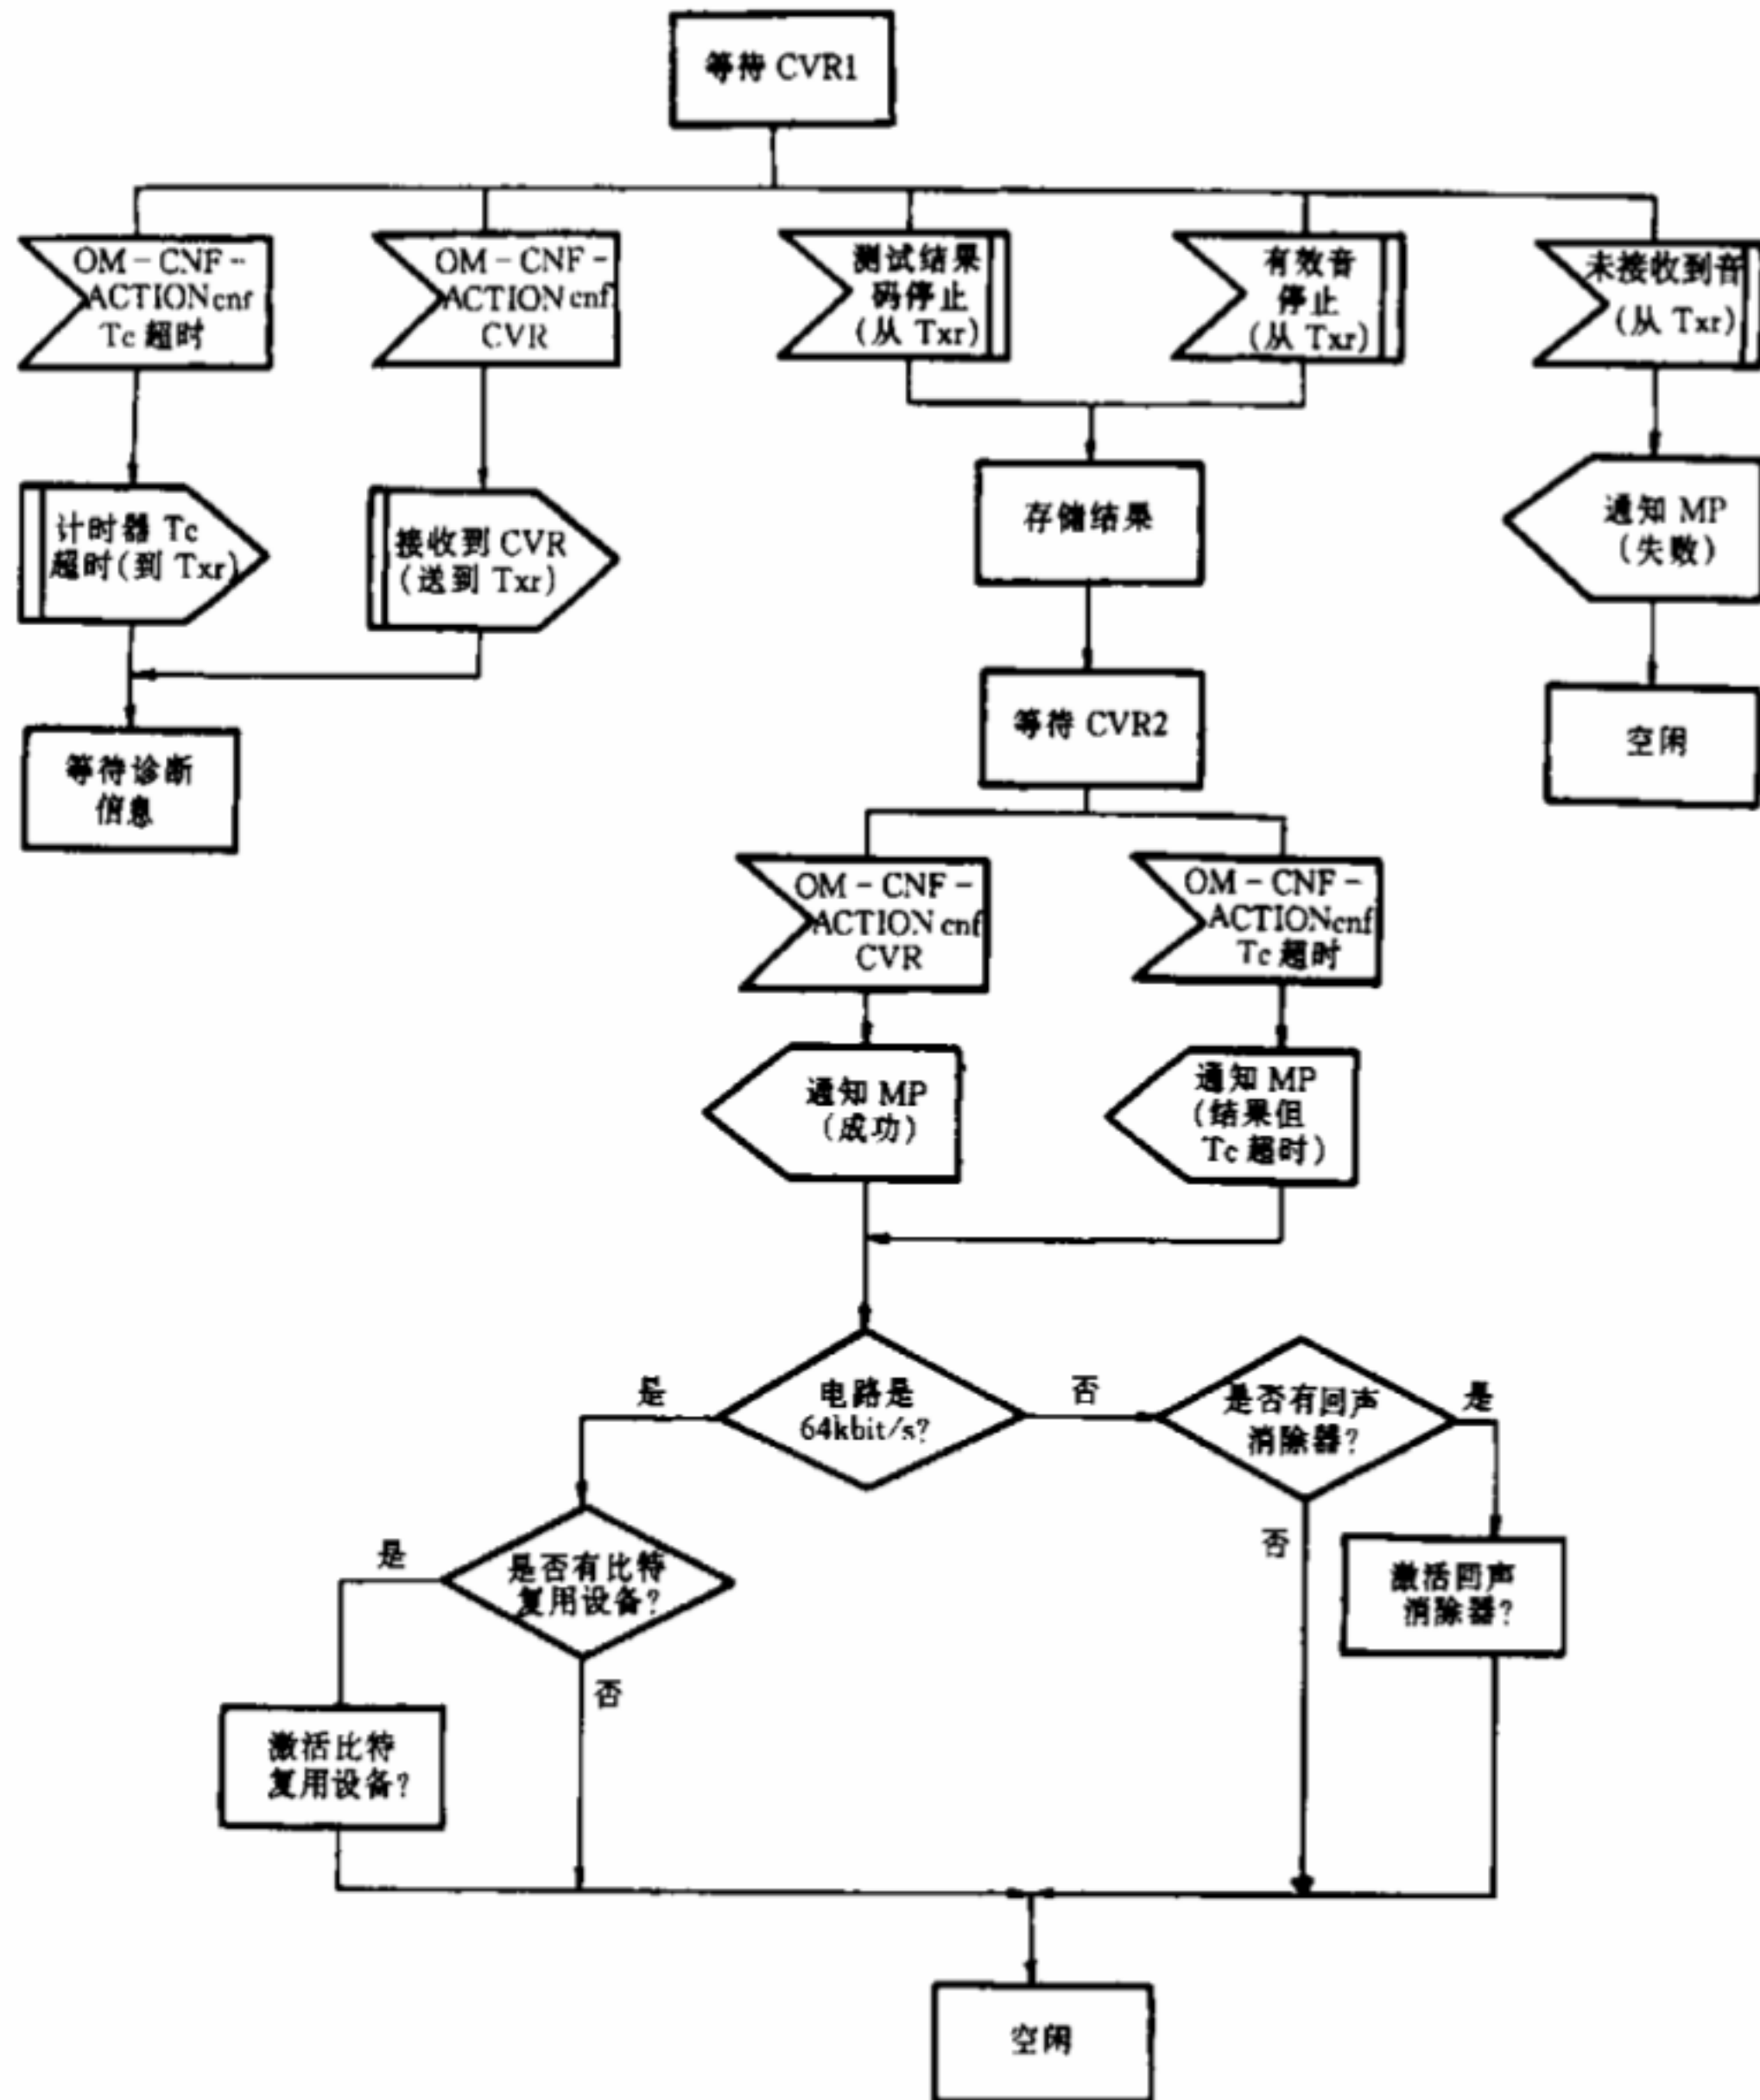 等待 CVR1
OM-CNF-
ACTIONcnf
Tc 超时
OM-CNF-
ACTION cnf
CVR
测试结果
码停止
(从 Txr)
有效音
停止
(从 Txr)
未接收到音
(从 Txr)
计时器 Tc
超时(到 Txr)
接收到 CVR
(送到 Txr)
存储结果
通知 MP
(失败)
等待诊断
信息
等待 CVR2
空闲
OM-CNF-
ACTION cnf
CVR
OM-CNF-
ACTIONcnf
Tc 超时
通知 MP
(成功)
通知 MP
(结果但
Tc 超时)
是
电路是
64kbit/s?
否
是否有回声
消除器?
是
是
是否有比特
复用设备?
否
否
激活回声
消除器?
激活比特
复用设备?
空闲